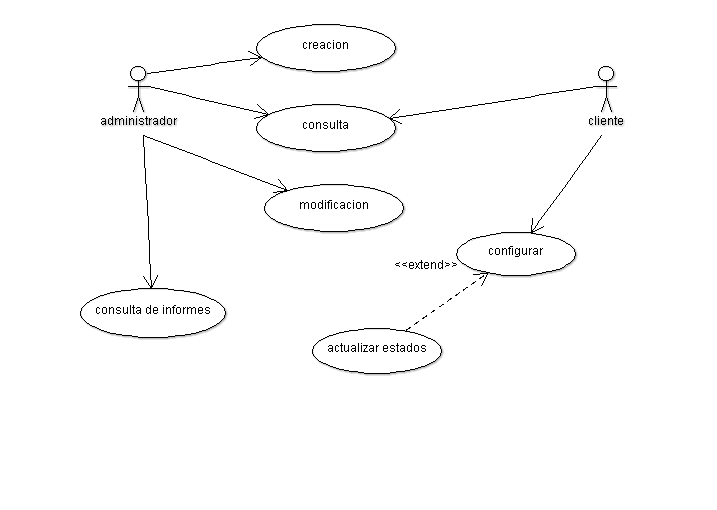 creacion
administrador
consulta
cliente
modificacion
configurar
<<extend>>
consulta de informes
actualizar estados